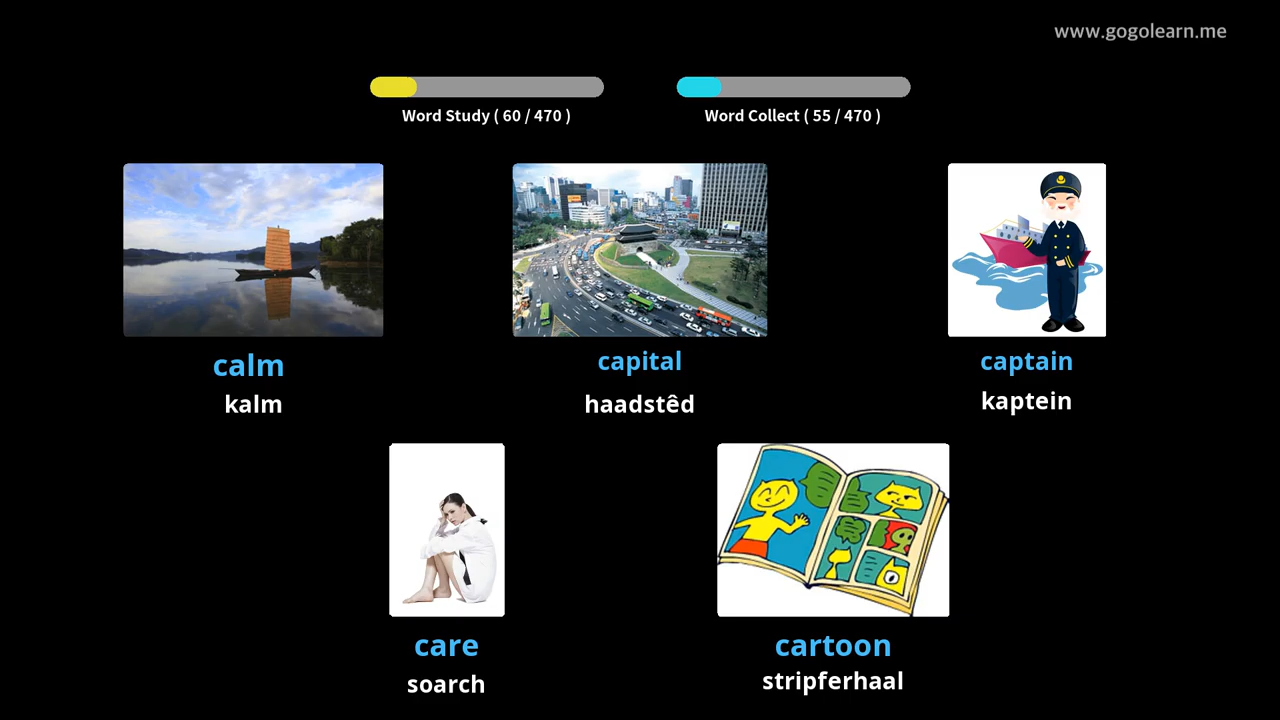 www.gogolearn.me
Word Study ( 60 / 470 )
Word Collect ( 55 / 470 )
calm
kalm
capital
haadstêd
captain
kaptein
care
soarch
cartoon
stripferhaal